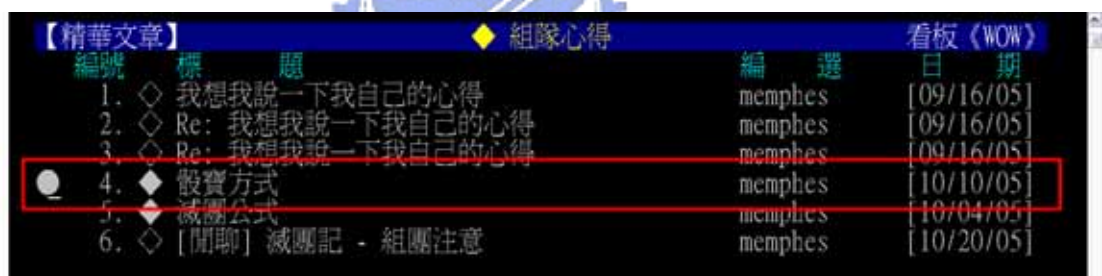 【精華文章】 ◆ 組隊心得 看板《WOW》
編號 標 題 編 選 日 期
1. ◇ 我想我說一下我自己的心得 memphes [09/16/05]
2. ◇ Re: 我想我說一下我自己的心得 memphes [09/16/05]
3. ◇ Re: 我想我說一下我自己的心得 memphes [09/16/05]
● 4. ◆ 骰寶方式 memphes [10/10/05]
5. ◆ 滅團公式 memphes [10/04/05]
6. ◇ [閒聊] 滅團記 - 組團注意 memphes [10/20/05]